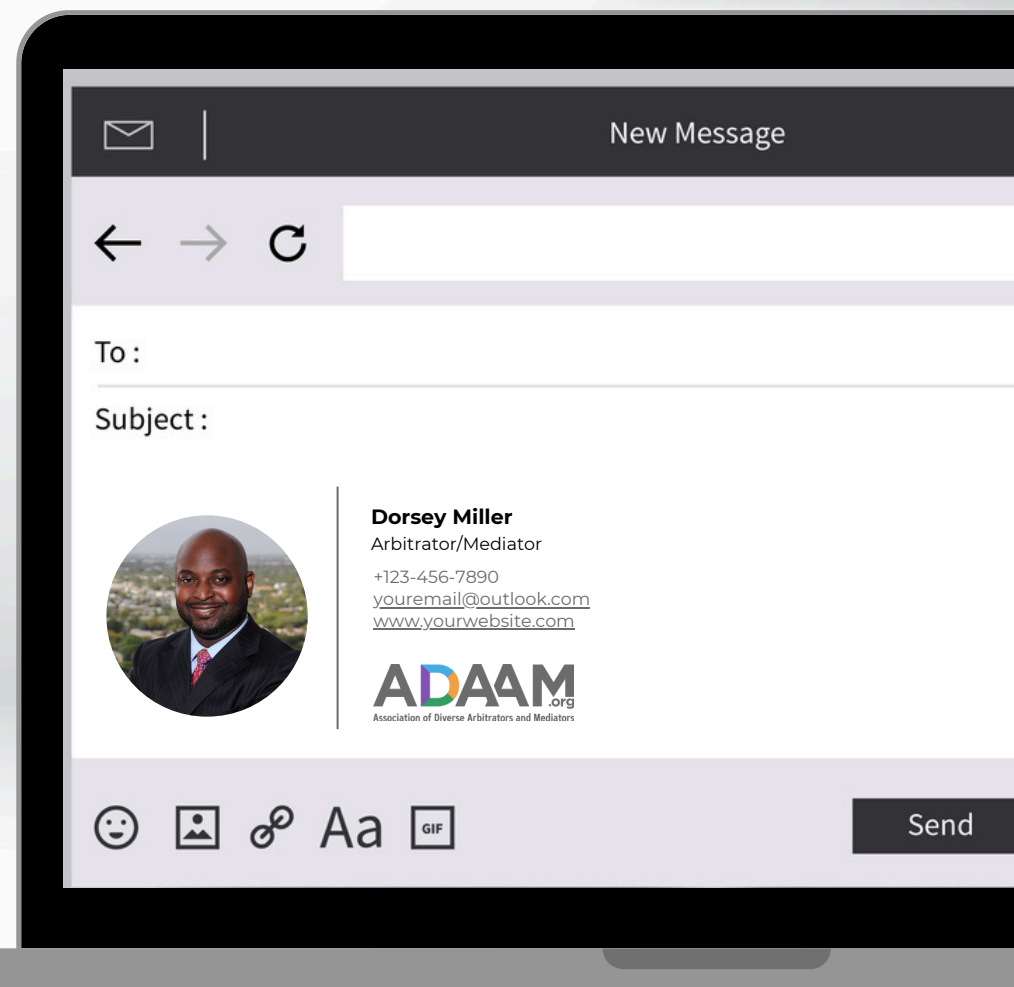 New Message
To :
Subject :
Dorsey Miller
Arbitrator/Mediator
+123-456-7890
youremail@outlook.com
www.yourwebsite.com
ADAAM
.org
Association of Diverse Arbitrators and Mediators
Aa
GIF
Send